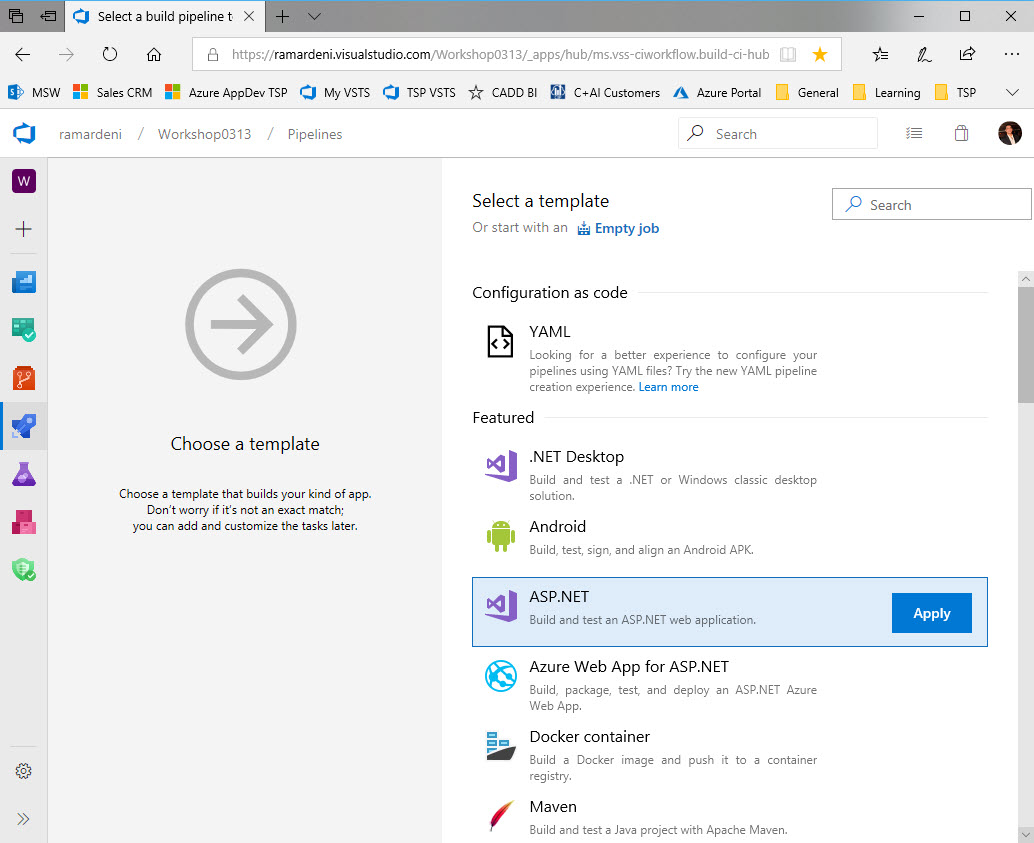 Select a build pipeline t
https://ramardeni.visualstudio.com/Workshop0313/_apps/hub/ms.vss-ciworkflow.build-ci-hub
MSW Sales CRM Azure AppDev TSP My VSTS TSP VSTS CADD BI C+AI Customers Azure Portal General Learning TSP
ramardeni / Workshop0313 / Pipelines Search
W
Select a template
Search
Or start with an Empty job
Configuration as code
YAML
Looking for a better experience to configure your
pipelines using YAML files? Try the new YAML pipeline
creation experience. Learn more
Featured
Choose a template
Choose a template that builds your kind of app.
Don't worry if it's not an exact match;
you can add and customize the tasks later.
.NET Desktop
Build and test a .NET or Windows classic desktop
solution.
Android
Build, test, sign, and align an Android APK.
ASP.NET
Build and test an ASP.NET web application.
Apply
Azure Web App for ASP.NET
Build, package, test, and deploy an ASP.NET Azure
Web App.
Docker container
Build a Docker image and push it to a container
registry.
Maven
Build and test a Java project with Apache Maven.